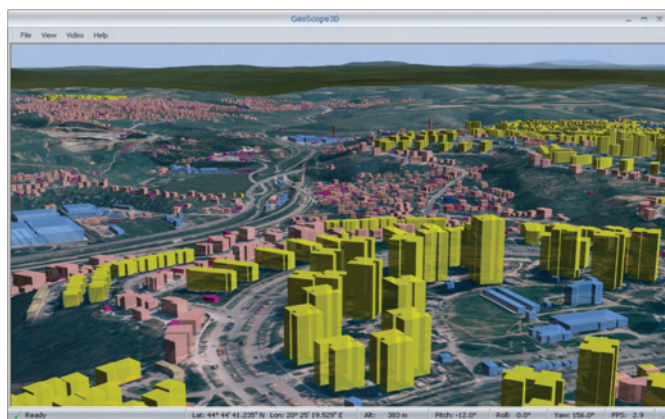 GeoScope3D
File View Video Help
Ready Lat: 44° 44' 41.235" N Lon: 20° 25' 19.529" E Alt: 383 m Pitch: -12.0° Roll: 0.0° Yaw: 156.0° FPS: 2.9